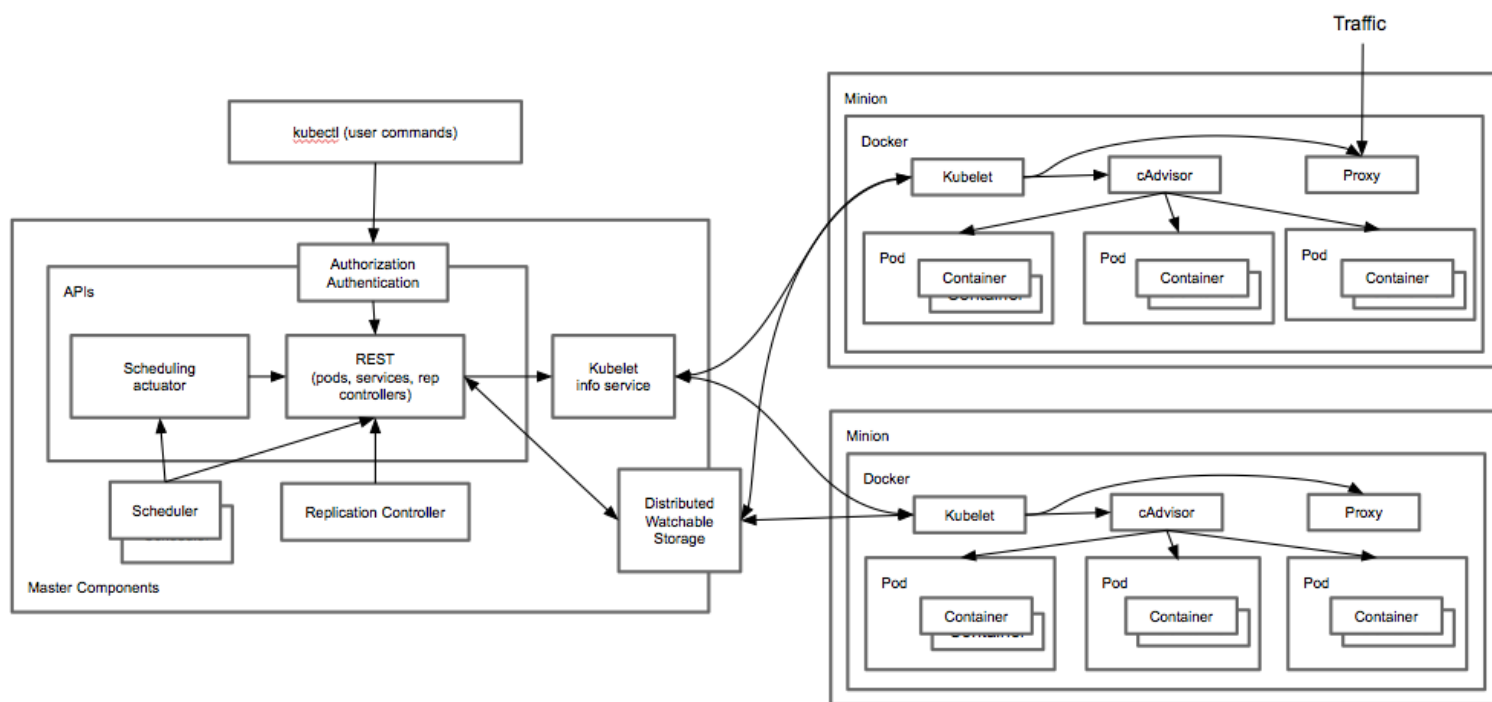 Traffic
kubectl (user commands)
Master Components
APIs
Authorization
Authentication
Scheduling
actuator
REST
(pods, services, rep
controllers)
Kubelet
info service
Scheduler
Replication Controller
Distributed
Watchable
Storage
Minion
Docker
Kubelet
cAdvisor
Proxy
Pod
Container
Container
Pod
Container
Pod
Container
Minion
Docker
Kubelet
cAdvisor
Proxy
Pod
Container
Container
Pod
Container
Pod
Container